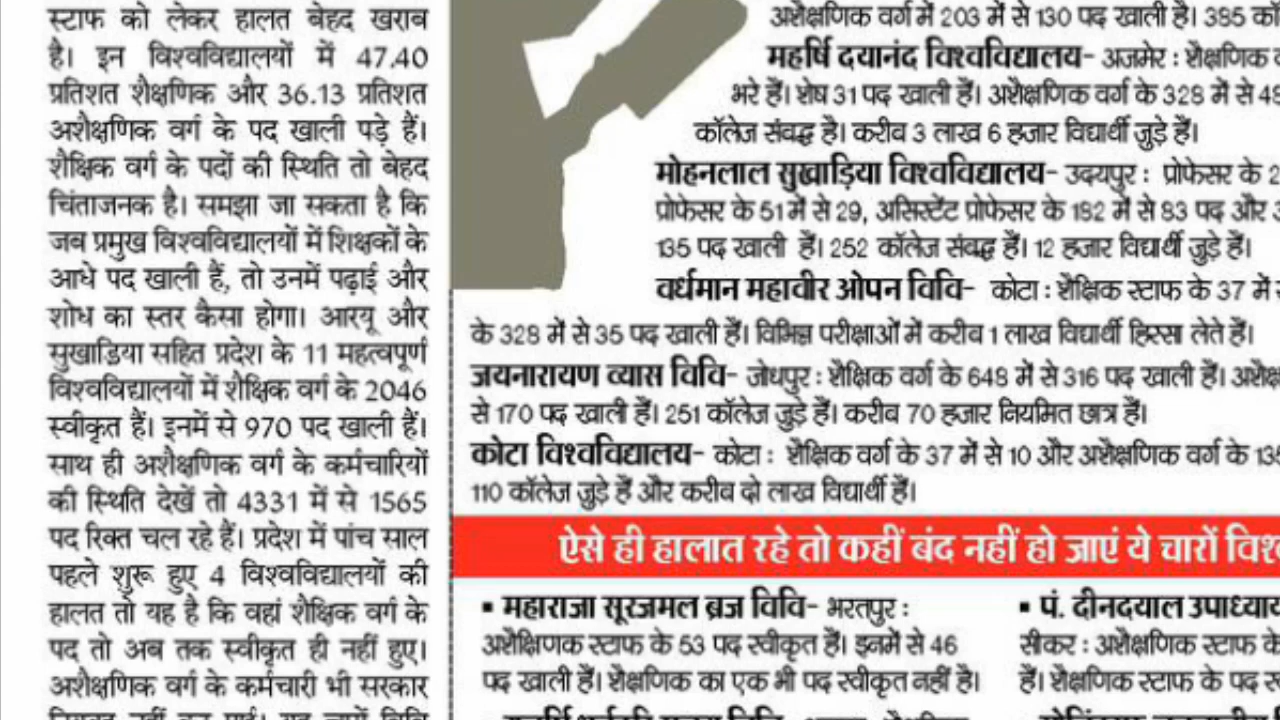 स्टाफ को लेकर हालत बेहद खराब
है। इन विश्वविद्यालयों में 47.40
प्रतिशत शैक्षणिक और 36.13 प्रतिशत
अशैक्षणिक वर्ग के पद खाली पड़े हैं।
शैक्षिक वर्ग के पदों की स्थिति तो बेहद
चिंताजनक है। समझा जा सकता है कि
जब प्रमुख विश्वविद्यालयों में शिक्षकों के
आधे पद खाली हैं, तो उनमें पढ़ाई और
शोध का स्तर कैसा होगा। आरयू और
सुखाडिया सहित प्रदेश के 11 महत्वपूर्ण
विश्वविद्यालयों में शैक्षिक वर्ग के 2046
स्वीकृत हैं। इनमें से 970 पद खाली हैं।
साथ ही अशैक्षणिक वर्ग के कर्मचारियों
की स्थिति देखें तो 4331 में से 1565
पद रिक्त चल रहे हैं। प्रदेश में पांच साल
पहले शुरू हुए 4 विश्वविद्यालयों की
हालत तो यह है कि वहां शैक्षिक वर्ग के
पद तो अब तक स्वीकृत ही नहीं हुए।
अशैक्षणिक वर्ग के कर्मचारी भी सरकार
अशैक्षणिक वर्ग में 203 में से 130 पद खाली है। 385
महर्षि दयानंद विश्वविद्यालय- अजमेर : शैक्षणिक
भरे हैं। शेष 31 पद खाली हैं। अशैक्षणिक वर्ग के 328 में से
कॉलेज संवद्ध है। करीव 3 लाख 6 हजार विद्यार्थी जुड़े हैं।
मोहनलाल सुखाड़िया विश्वविद्यालय- उदयपुर : प्रोफेसर के
प्रोफेसर के 51 में से 29, असिस्टेंट प्रोफेसर के 182 में से 83 पद और
135 पद खाली हैं। 252 कॉलेज संवद्ध हैं। 12 हजार विद्यार्थी जुड़े हैं।
वर्धमान महावीर ओपन विवि- कोटा : शैक्षिक स्टाफ के 37 में
के 328 में से 35 पद खाली हैं। विभिन्न परीक्षाओं में करीव 1 लाख विद्यार्थी हिस्सा लेते हैं।
जयनारायण व्यास विवि- जोधपुर : शैक्षिक वर्ग के 648 में से 316 पद खाली हैं।
से 170 पद खाली हैं। 251 कॉलेज जुड़े हैं। करीव 70 हजार नियमित छात्र हैं।
कोटा विश्वविद्यालय- कोटा : शैक्षिक वर्ग के 37 में से 10 और अशैक्षणिक वर्ग के
110 कॉलेज जुड़े हैं और करीव दो लाख विद्यार्थी हैं।
ऐसे ही हालात रहे तो कहीं बंद नहीं हो जाएं ये चारों
▪ महाराजा सूरजमल ब्रज विवि- भरतपुर :
अशैक्षिणक स्टाफ के 53 पद स्वीकृत हैं। इनमें से 46
पद खाली हैं। शैक्षणिक का एक भी पद स्वीकृत नहीं है।
▪ पं. दीनदयाल उपाध्याय
सीकर : अशैक्षणिक स्टाफ के
हैं। शैक्षणिक स्टाफ के पद